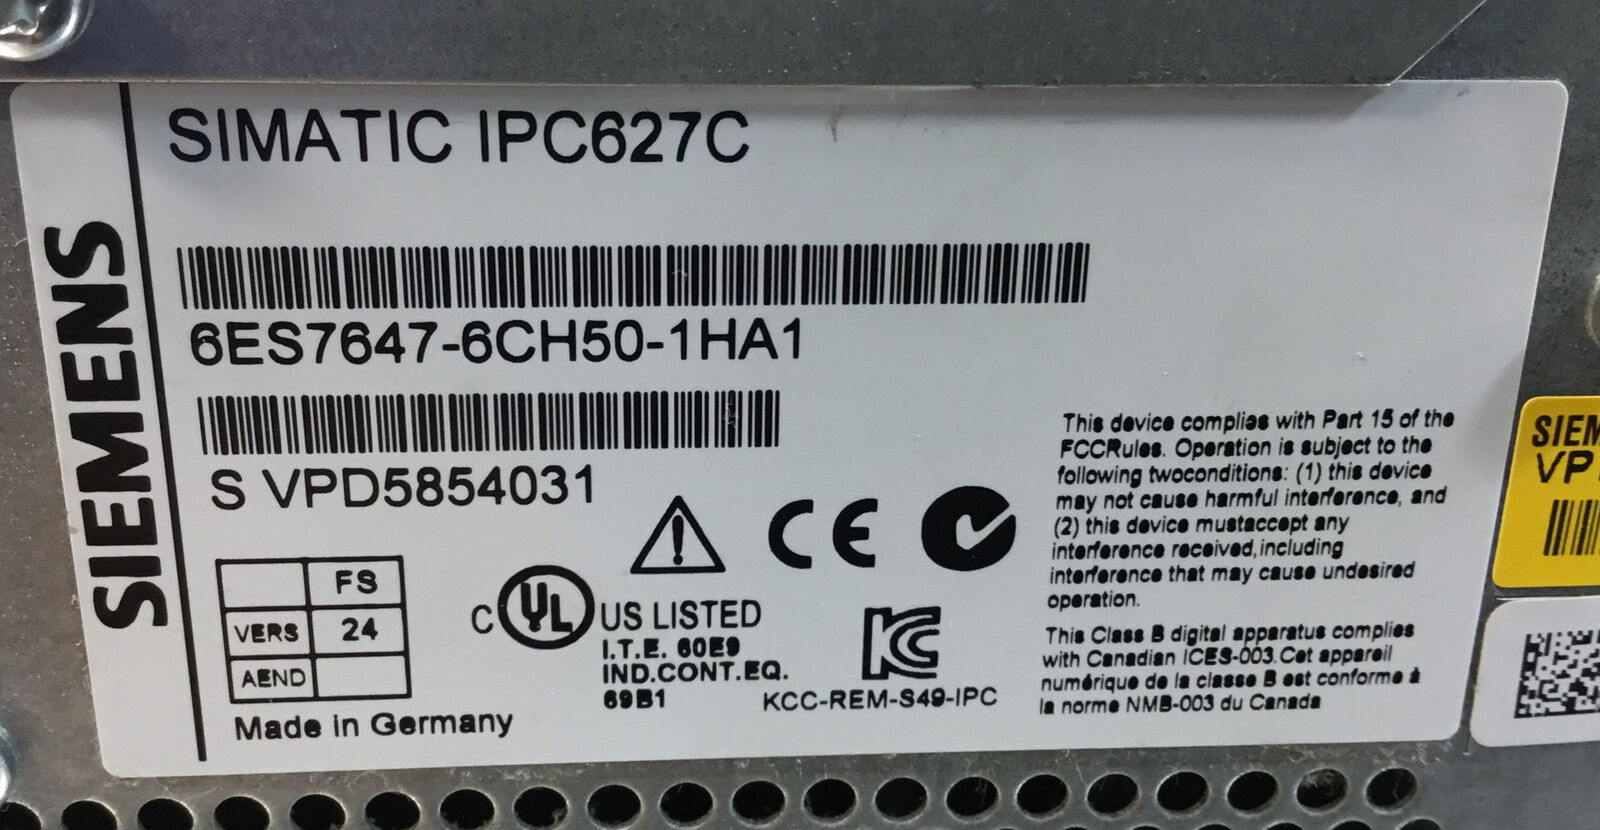 SIEMENS
SIMATIC IPC627C
6ES7647-6CH50-1HA1
S VPD5854031
FS
VERS 24
AEND
Made in Germany
C UL US LISTED
I.T.E. 60E9
IND.CONT.EQ.
69B1
CE
KC
KCC-REM-S49-IPC
This device complies with Part 15 of the
FCCRules. Operation is subject to the
following twoconditions: (1) this device
may not cause harmful interference, and
(2) this device mustaccept any
interference received,including
interference that may cause undesired
operation.
This Class B digital apparatus complies
with Canadian ICES-003.Cet appareil
numérique de la classe B est conforme à
la norme NMB-003 du Canada
SIEM
VP